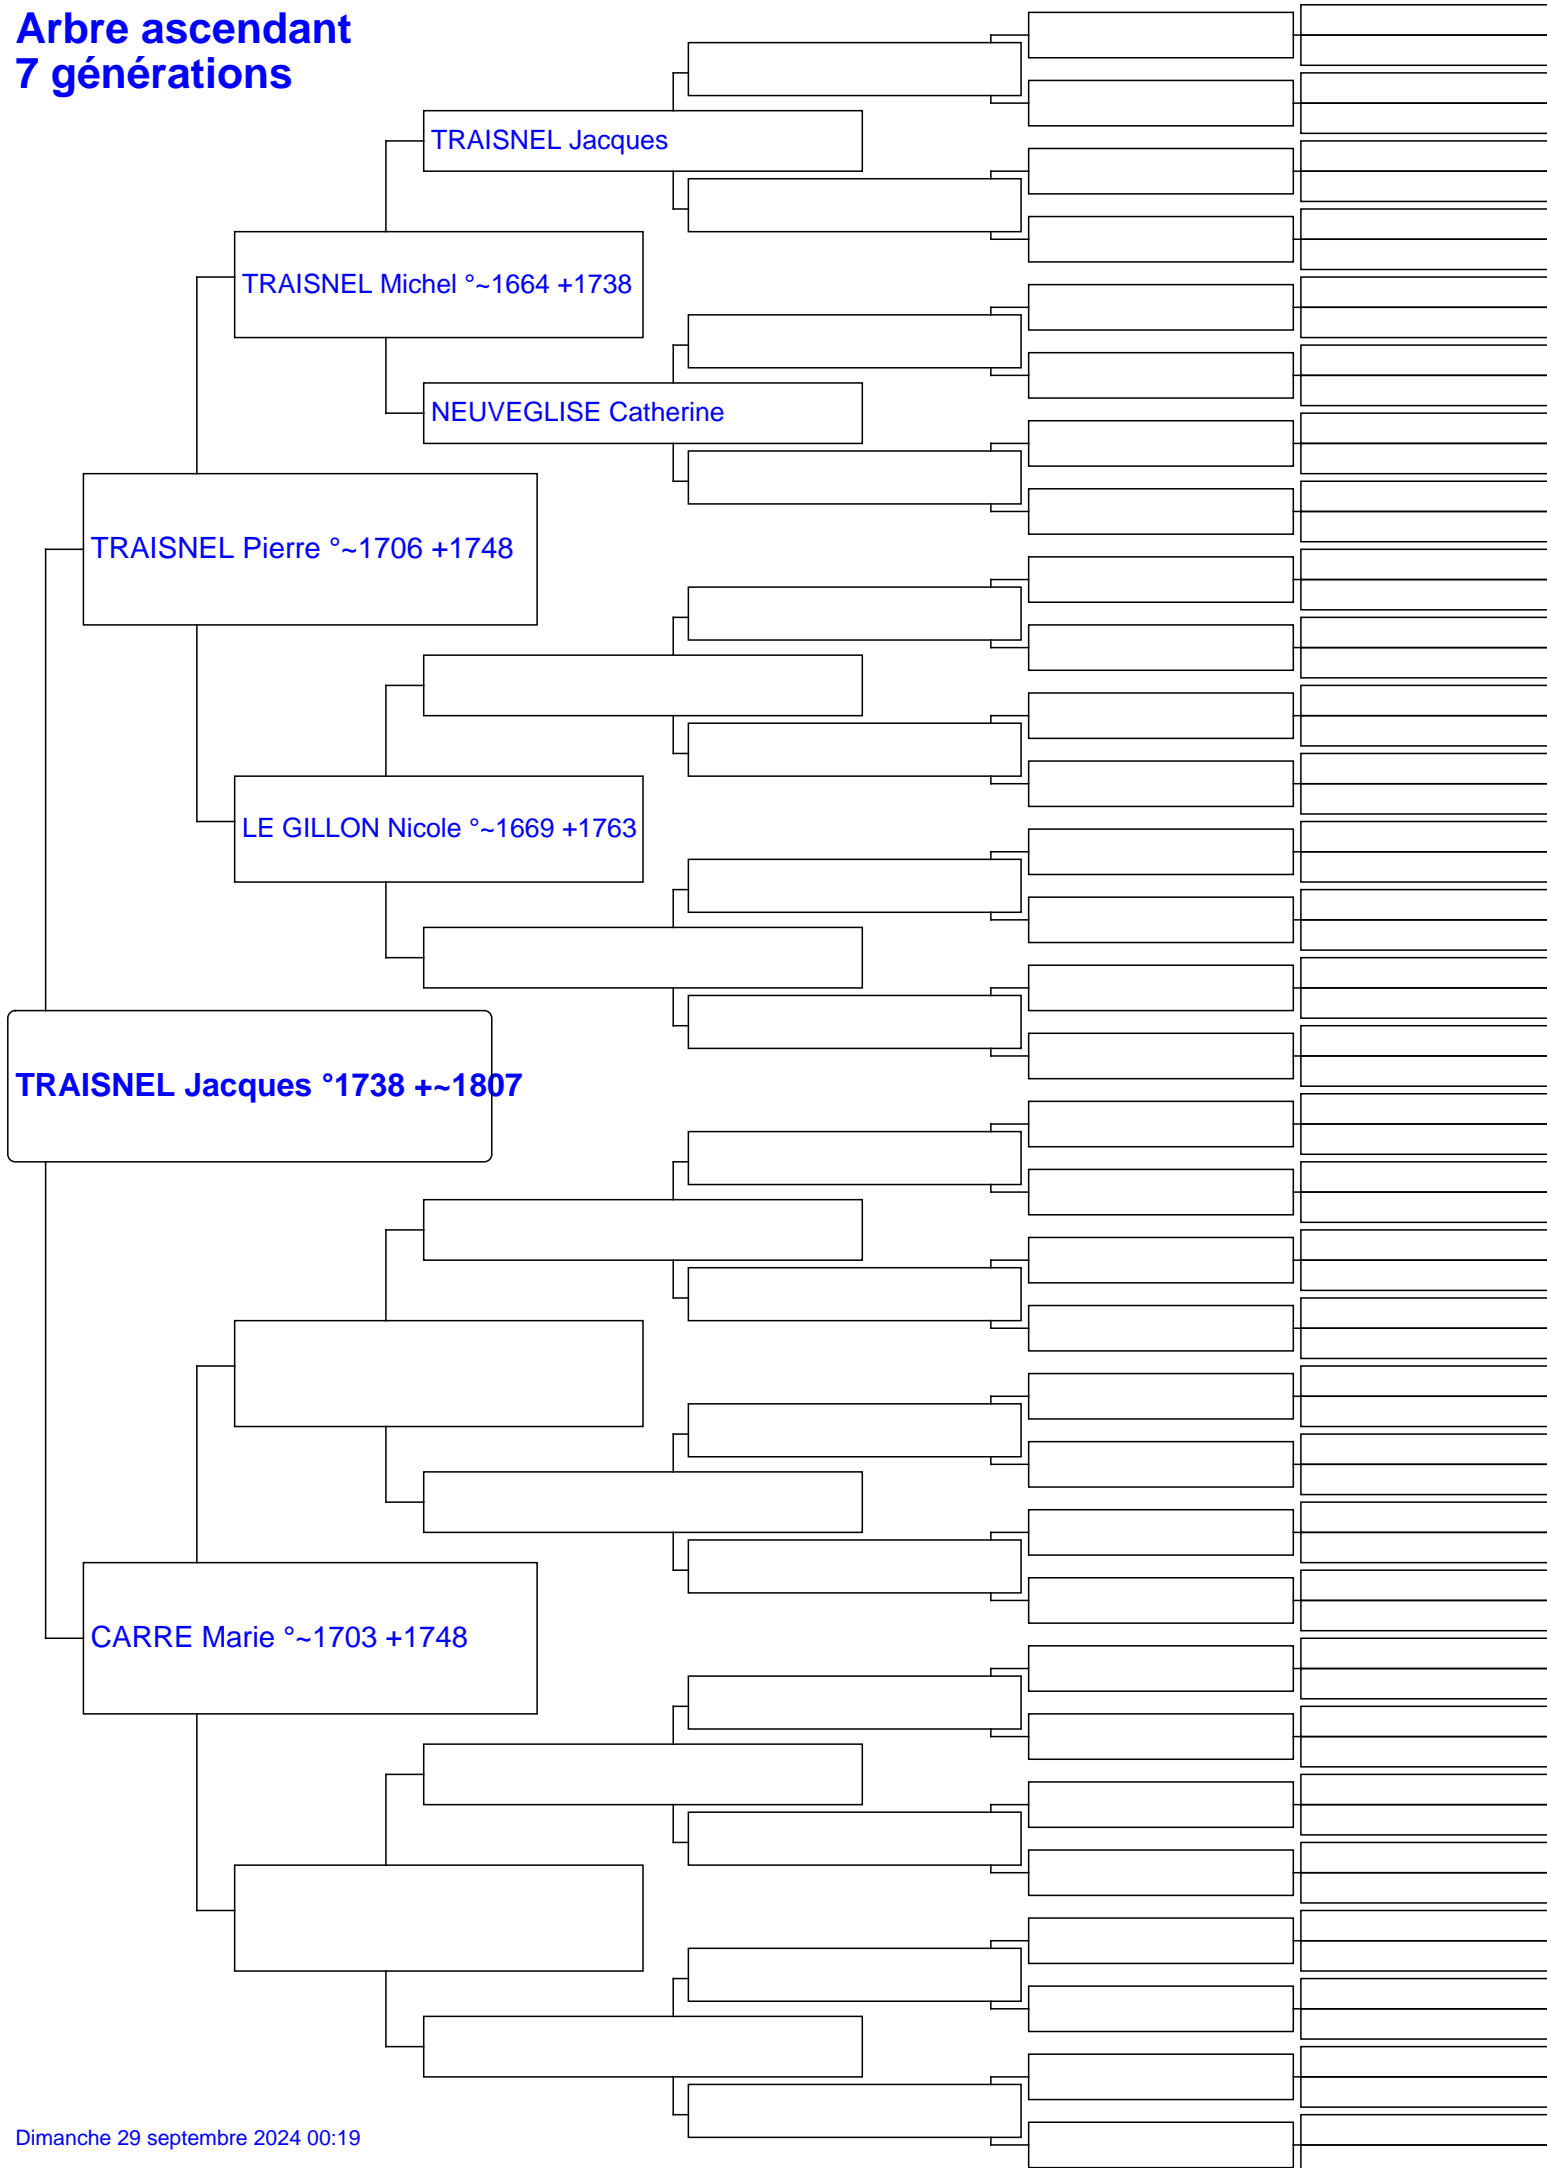 Arbre ascendant
7 générations
TRAISNEL Jacques
TRAISNEL Michel °~1664 +1738
NEUVEGLISE Catherine
TRAISNEL Pierre °~1706 +1748
LE GILLON Nicole °~1669 +1763
TRAISNEL Jacques °1738 +~1807
CARRE Marie °~1703 +1748
Dimanche 29 septembre 2024 00:19